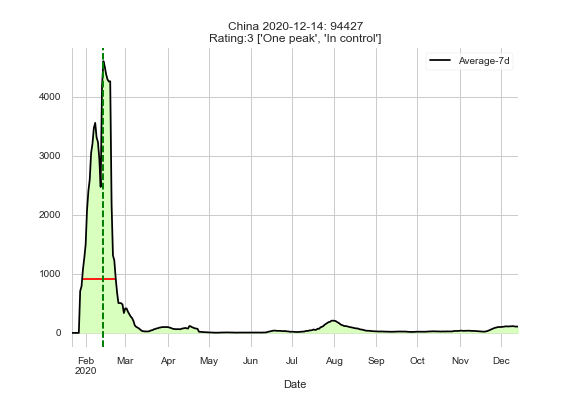 China 2020-12-14: 94427
Rating:3 ['One peak', 'In control']
Average-7d
4000
3000
2000
1000
0
Feb Mar Apr May Jun Jul Aug Sep Oct Nov Dec
2020
Date